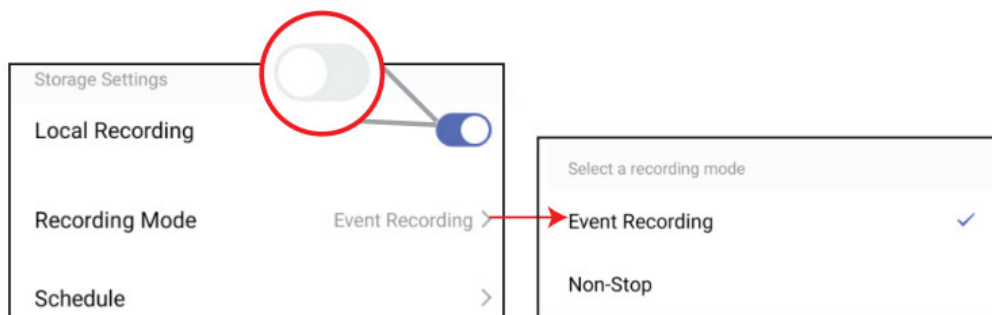 Storage Settings
Local Recording
Recording Mode Event Recording
Schedule
Select a recording mode
Event Recording
Non-Stop